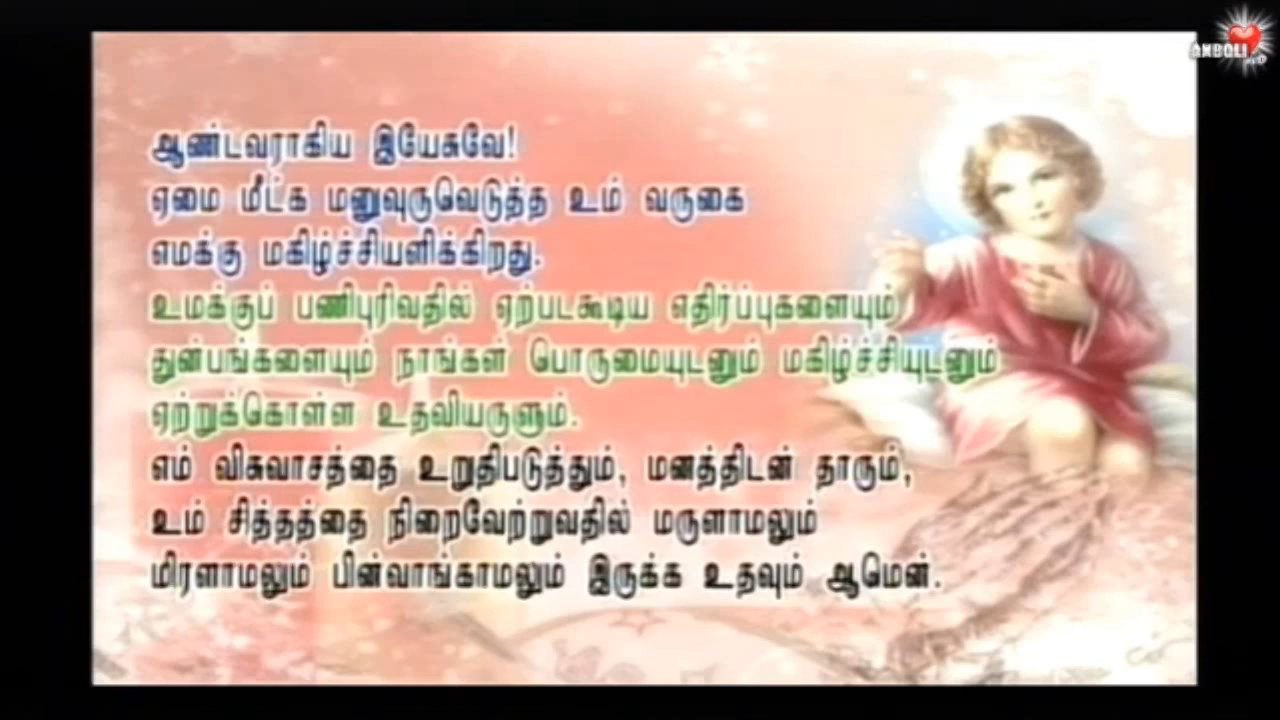 ANBOLI
ஆண்டவராகிய இயேசுவே!
ஏமை மீட்க மனுவுருவெடுத்த உம் வருகை
எமக்கு மகிழ்ச்சியளிக்கிறது.
உமக்குப் பணிபுரிவதில் ஏற்படகூடிய எதிர்ப்புகளையும்
துன்பங்களையும் நாங்கள் பொருமையுடனும் மகிழ்ச்சியுடனும்
ஏற்றுக்கொள்ள உதவியருளும்.
எம் விசுவாசத்தை உறுதிபடுத்தும், மனத்திடன் தாரும்,
உம் சித்தத்தை நிறைவேற்றுவதில் மருளாமலும்
மிரளாமலும் பின்வாங்காமலும் இருக்க உதவும் ஆமென்.